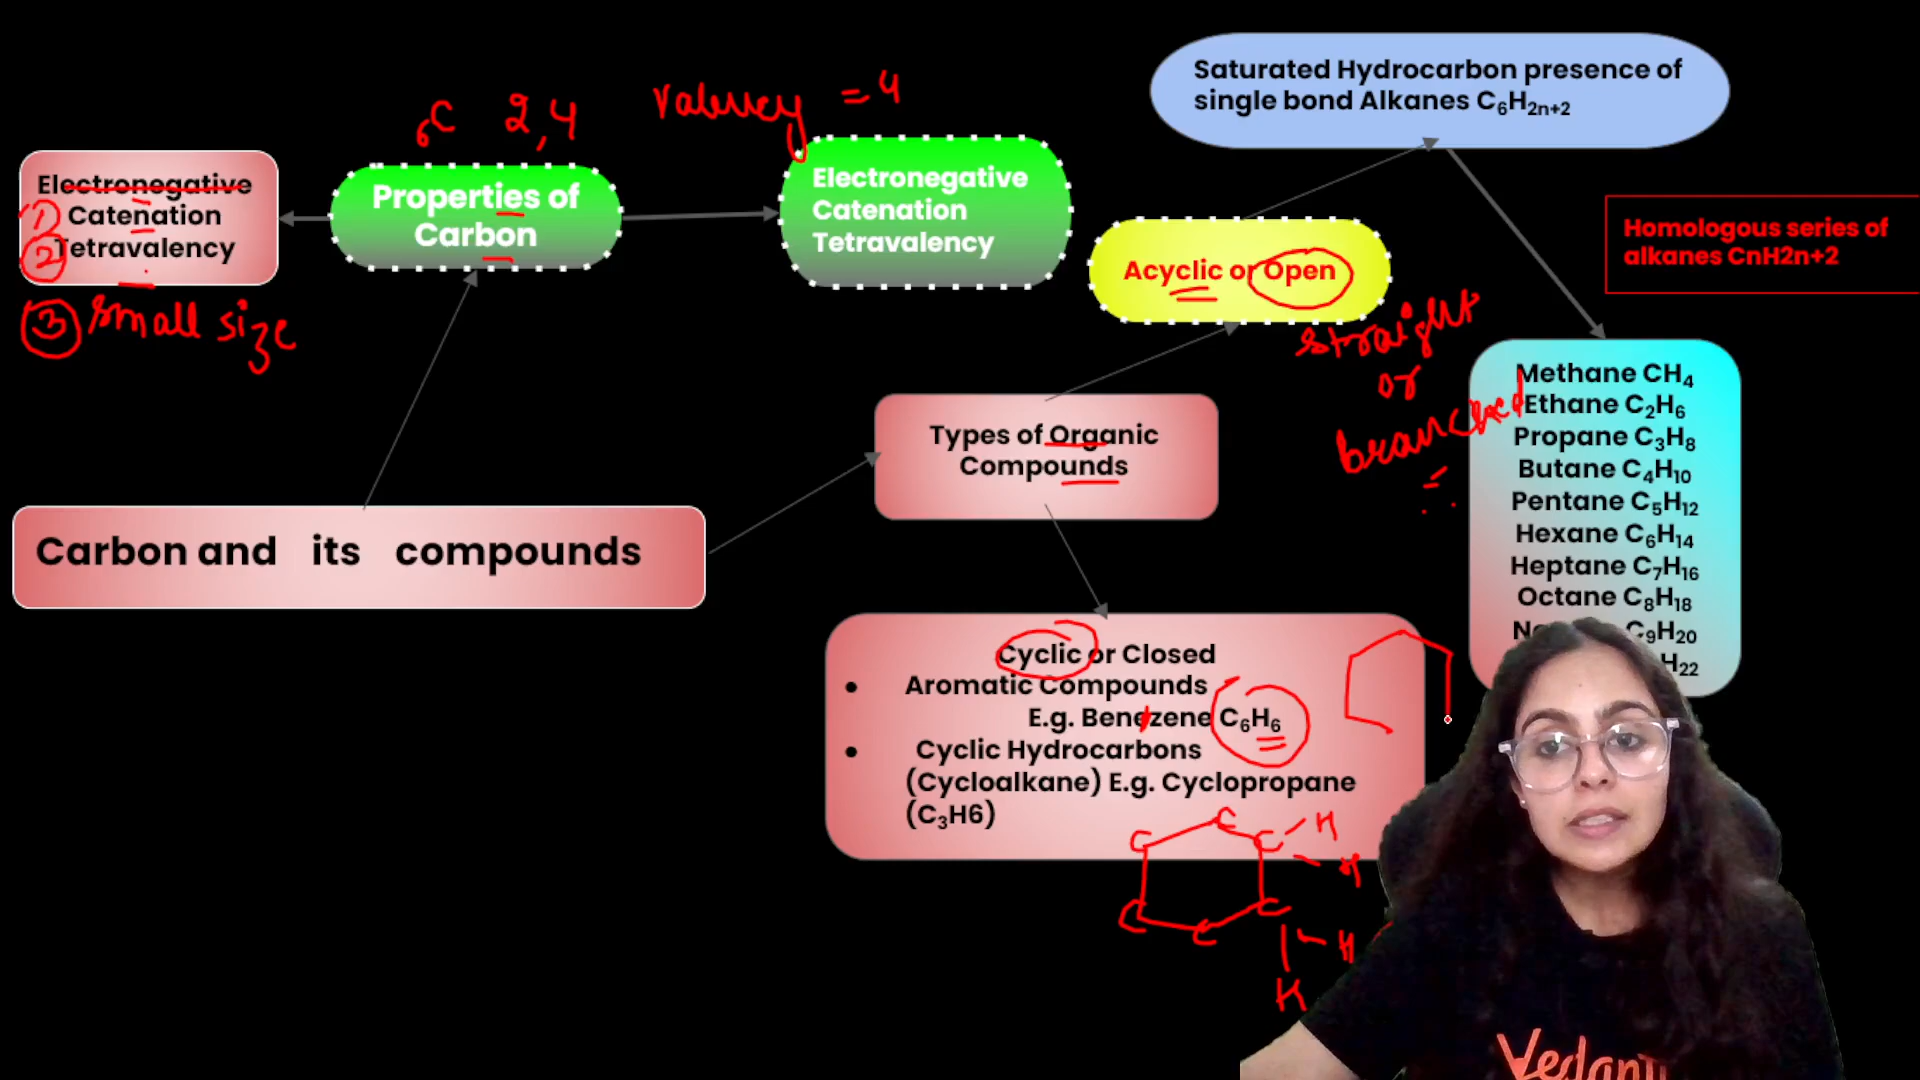 Saturated Hydrocarbon presence of
single bond Alkanes C₆H₂ₙ₊₂
₆C 2,4 Valency = 4
Electronegative
① Catenation
② Tetravalency
③ Small size
Properties of
Carbon
Electronegative
Catenation
Tetravalency
Acyclic or Open
straight
or
branched
Homologous series of
alkanes CnH2n+2
Methane CH₄
Ethane C₂H₆
Propane C₃H₈
Butane C₄H₁₀
Pentane C₅H₁₂
Hexane C₆H₁₄
Heptane C₇H₁₆
Octane C₈H₁₈
C₉H₂₀
H₂₂
Types of Organic
Compounds
Carbon and its compounds
Cyclic or Closed
• Aromatic Compounds
E.g. Benezene C₆H₆
• Cyclic Hydrocarbons
(Cycloalkane) E.g. Cyclopropane
(C₃H6)
C C C H
H
C C C H
H